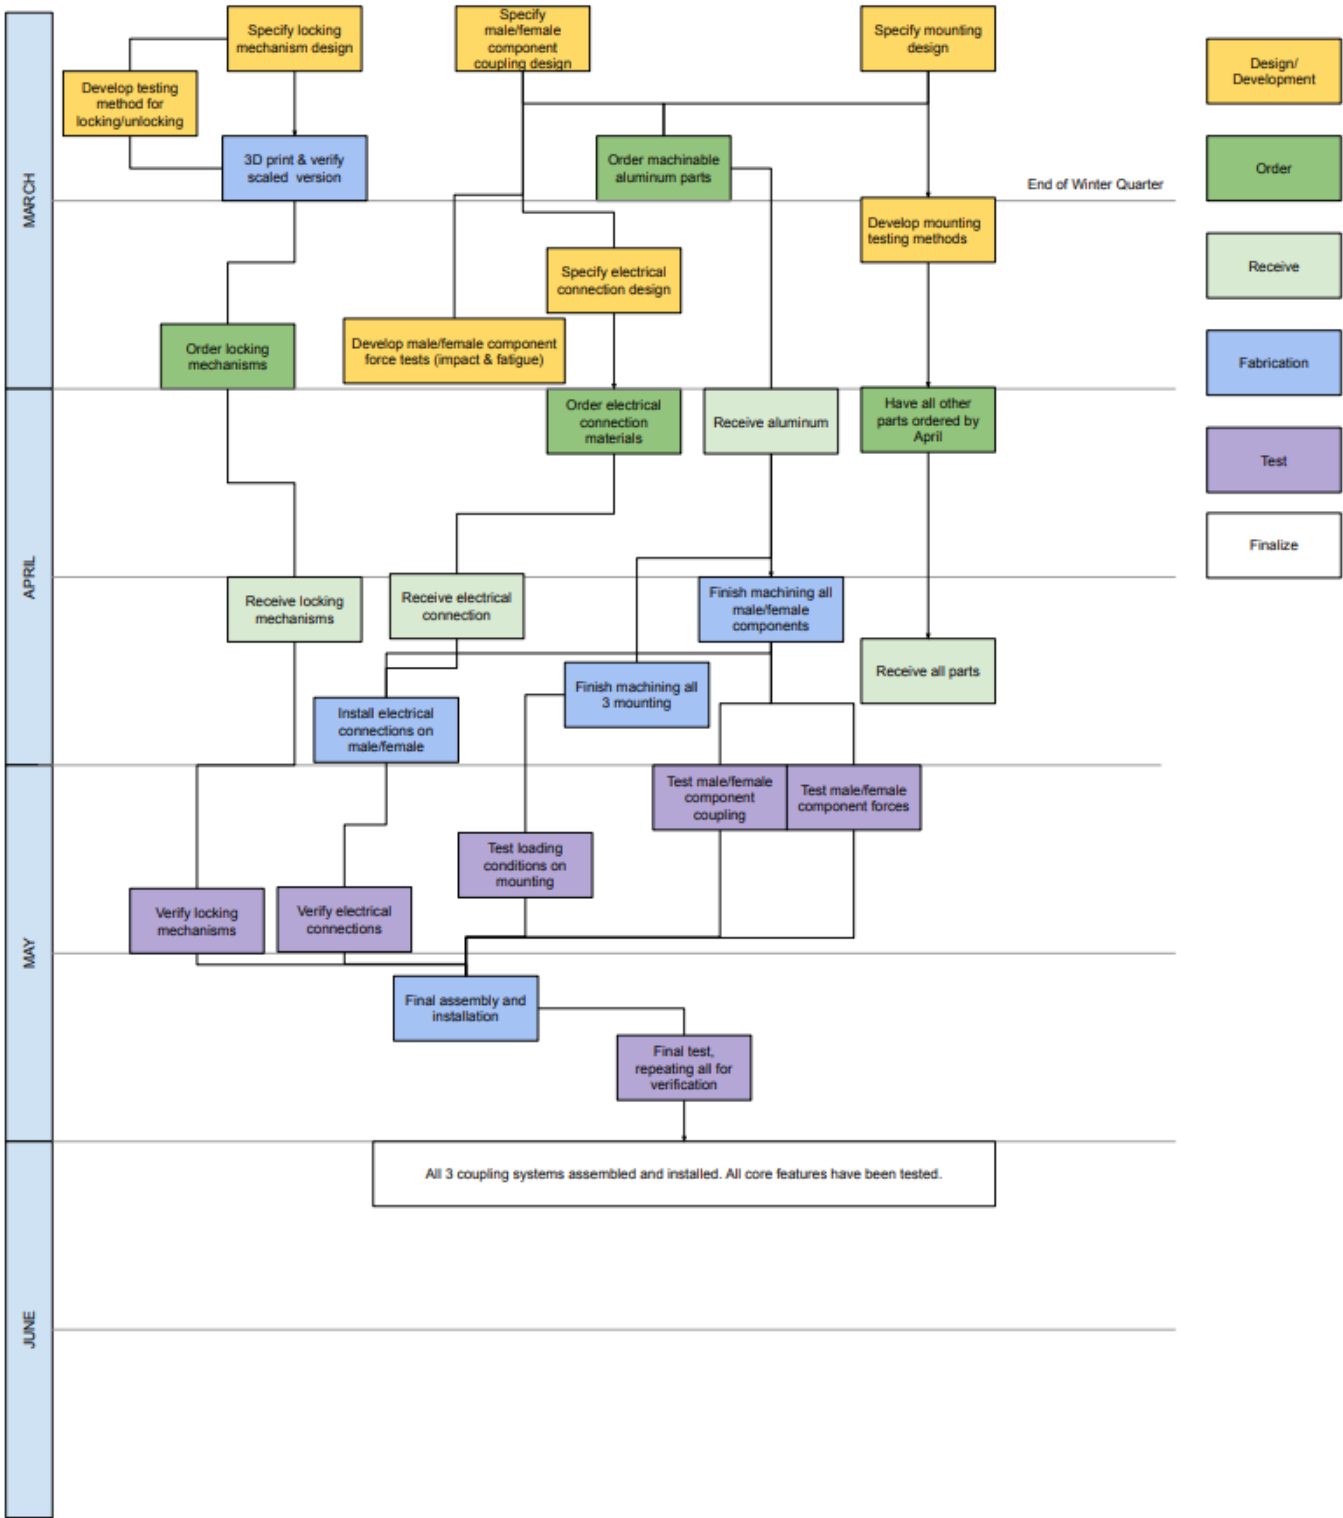 Specify locking
mechanism design
Specify
male/female
component
coupling design
Specify mounting
design
Design/
Development
Develop testing
method for
locking/unlocking
3D print & verify
scaled version
Order machinable
aluminum parts
Order
End of Winter Quarter
MARCH
Develop mounting
testing methods
Specify electrical
connection design
Receive
Order locking
mechanisms
Develop male/female component
force tests (impact & fatigue)
Fabrication
Order electrical
connection
materials
Receive aluminum
Have all other
parts ordered by
April
Test
Finalize
APRIL
Receive locking
mechanisms
Receive electrical
connection
Finish machining all
male/female
components
Receive all parts
Finish machining all
3 mounting
Install electrical
connections on
male/female
Test male/female
component
coupling
Test male/female
component forces
Test loading
conditions on
mounting
Verify locking
mechanisms
Verify electrical
connections
MAY
Final assembly and
installation
Final test,
repeating all for
verification
All 3 coupling systems assembled and installed. All core features have been tested.
JUNE